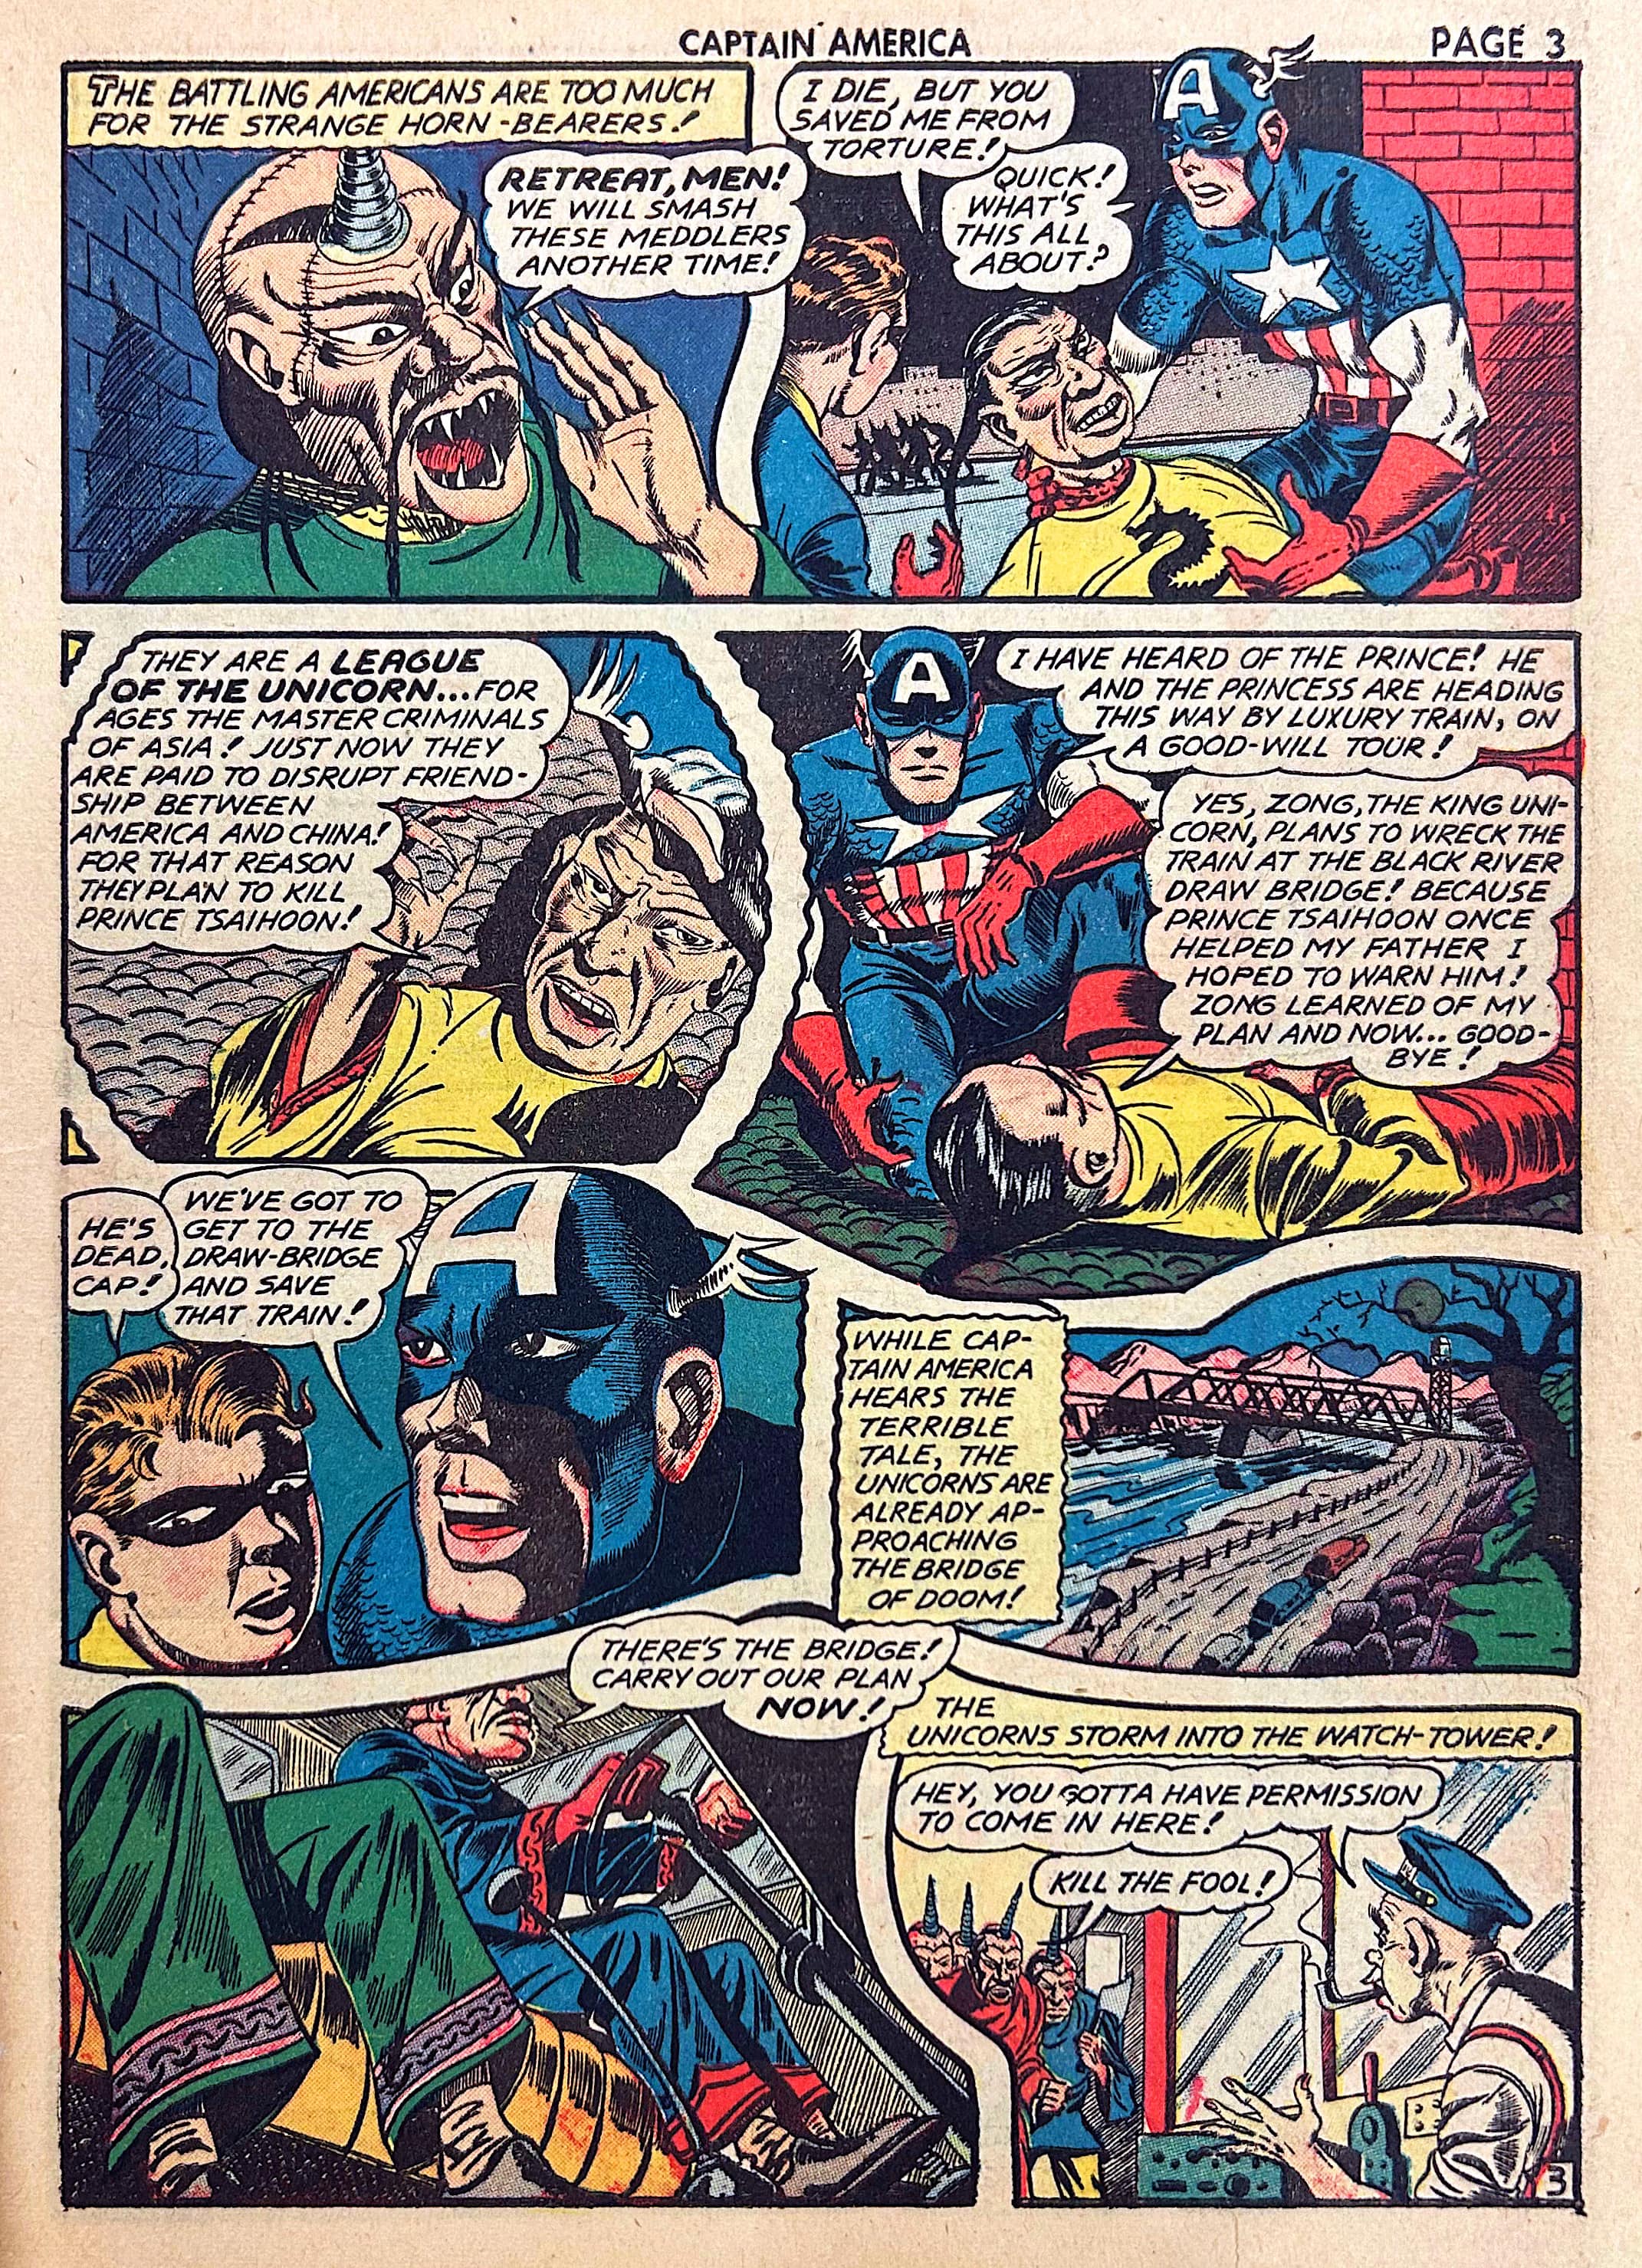 CAPTAIN AMERICA
PAGE 3
THE BATTLING AMERICANS ARE TOO MUCH
FOR THE STRANGE HORN-BEARERS!
RETREAT, MEN!
WE WILL SMASH
THESE MEDDLERS
ANOTHER TIME!
I DIE, BUT YOU
SAVED ME FROM
TORTURE!
QUICK!
WHAT'S
THIS ALL
ABOUT?
A
THEY ARE A LEAGUE
OF THE UNICORN...FOR
AGES THE MASTER CRIMINALS
OF ASIA! JUST NOW THEY
ARE PAID TO DISRUPT FRIEND-
SHIP BETWEEN
AMERICA AND CHINA!
FOR THAT REASON
THEY PLAN TO KILL
PRINCE TSAIHOON!
A
I HAVE HEARD OF THE PRINCE! HE
AND THE PRINCESS ARE HEADING
THIS WAY BY LUXURY TRAIN, ON
A GOOD-WILL TOUR!
YES, ZONG, THE KING UNI-
CORN, PLANS TO WRECK THE
TRAIN AT THE BLACK RIVER
DRAW BRIDGE! BECAUSE
PRINCE TSAIHOON ONCE
HELPED MY FATHER I
HOPED TO WARN HIM!
ZONG LEARNED OF MY
PLAN AND NOW... GOOD-
BYE!
HE'S
DEAD,
CAP!
WE'VE GOT TO
GET TO THE
DRAW-BRIDGE
AND SAVE
THAT TRAIN!
A
WHILE CAP-
TAIN AMERICA
HEARS THE
TERRIBLE
TALE, THE
UNICORNS ARE
ALREADY AP-
PROACHING
THE BRIDGE
OF DOOM!
THERE'S THE BRIDGE!
CARRY OUT OUR PLAN
NOW!
THE
UNICORNS STORM INTO THE WATCH-TOWER!
HEY, YOU GOTTA HAVE PERMISSION
TO COME IN HERE!
KILL THE FOOL!
3